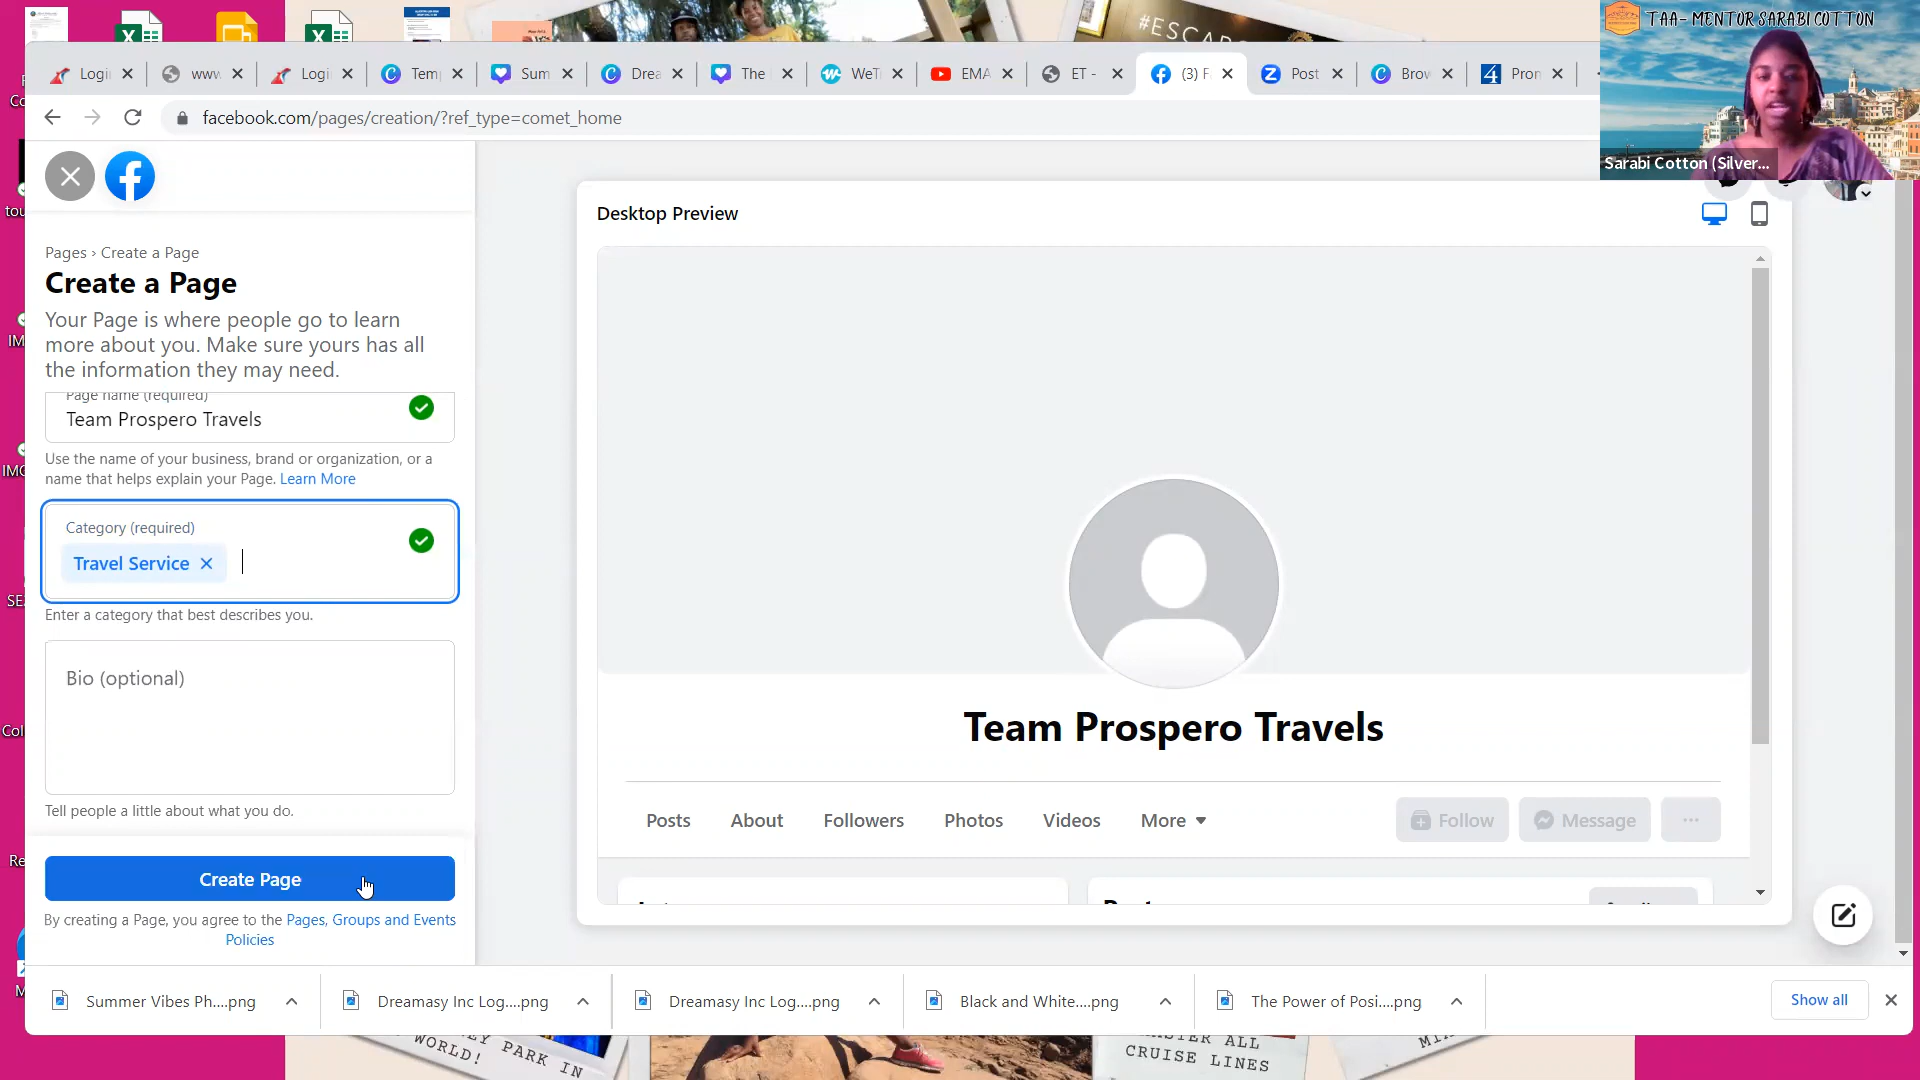 #ESCAP
TAA- MENTOR SARABI COTTON
Logi
www
Logi
Tem
Sum
Drea
The
WeT
EMA
ET -
(3) F
Post
Brow
Pron
facebook.com/pages/creation/?ref_type=comet_home
Sarabi Cotton (Silver...
Pages › Create a Page
Create a Page
Your Page is where people go to learn
more about you. Make sure yours has all
the information they may need.
Page name (required)
Team Prospero Travels
Use the name of your business, brand or organization, or a
name that helps explain your Page. Learn More
Category (required)
Travel Service
Enter a category that best describes you.
Bio (optional)
Tell people a little about what you do.
Create Page
By creating a Page, you agree to the Pages, Groups and Events
Policies
Desktop Preview
Team Prospero Travels
Posts
About
Followers
Photos
Videos
More
Follow
Message
Summer Vibes Ph....png
Dreamasy Inc Log....png
Dreamasy Inc Log....png
Black and White....png
The Power of Posi....png
Show all
PARK IN
WORLD!
ALL
CRUISE LINES